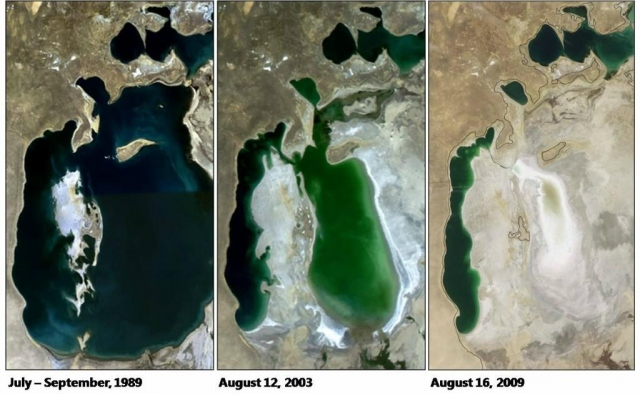 July – September, 1989
August 12, 2003
August 16, 2009